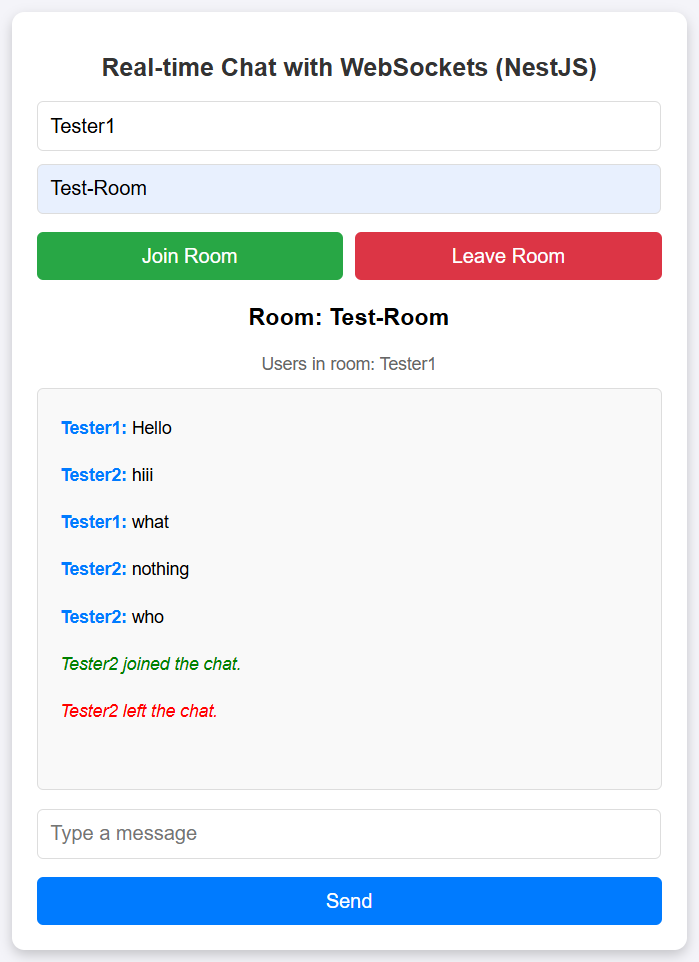 Real-time Chat with WebSockets (NestJS)
Tester1
Test-Room
Join Room Leave Room
Room: Test-Room
Users in room: Tester1
Tester1: Hello
Tester2: hiii
Tester1: what
Tester2: nothing
Tester2: who
Tester2 joined the chat.
Tester2 left the chat.
Type a message
Send